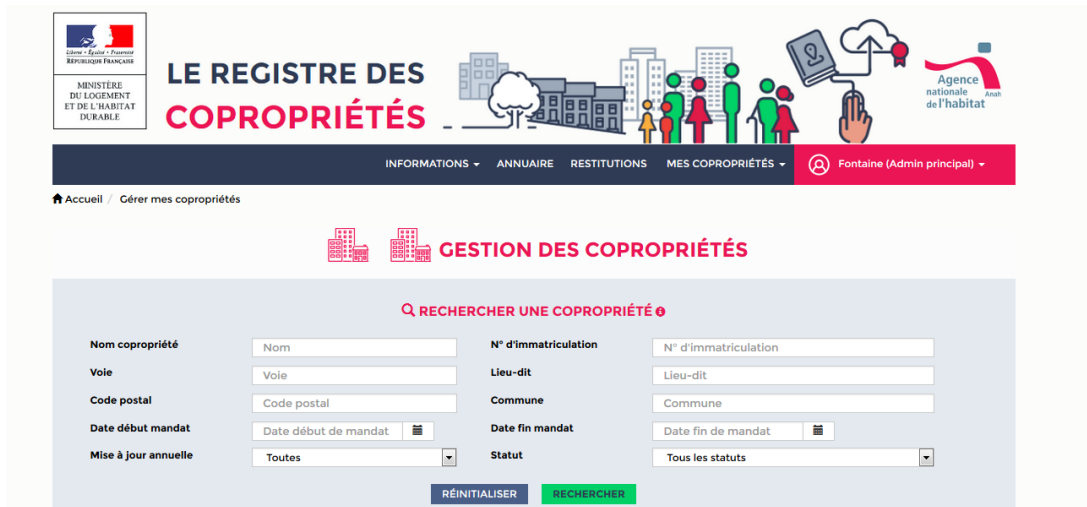 Liberté • Égalité • Fraternité
RÉPUBLIQUE FRANÇAISE
MINISTÈRE
DU LOGEMENT
ET DE L'HABITAT
DURABLE
LE REGISTRE DES
COPROPRIÉTÉS
Agence
nationale
de l'habitat
Anah
INFORMATIONS ANNUAIRE RESTITUTIONS MES COPROPRIÉTÉS Fontaine (Admin principal)
Accueil / Gérer mes copropriétés
GESTION DES COPROPRIÉTÉS
RECHERCHER UNE COPROPRIÉTÉ
Nom copropriété Nom N° d'immatriculation N° d'immatriculation
Voie Voie Lieu-dit Lieu-dit
Code postal Code postal Commune Commune
Date début mandat Date début de mandat Date fin mandat Date fin de mandat
Mise à jour annuelle Toutes Statut Tous les statuts
RÉINITIALISER RECHERCHER